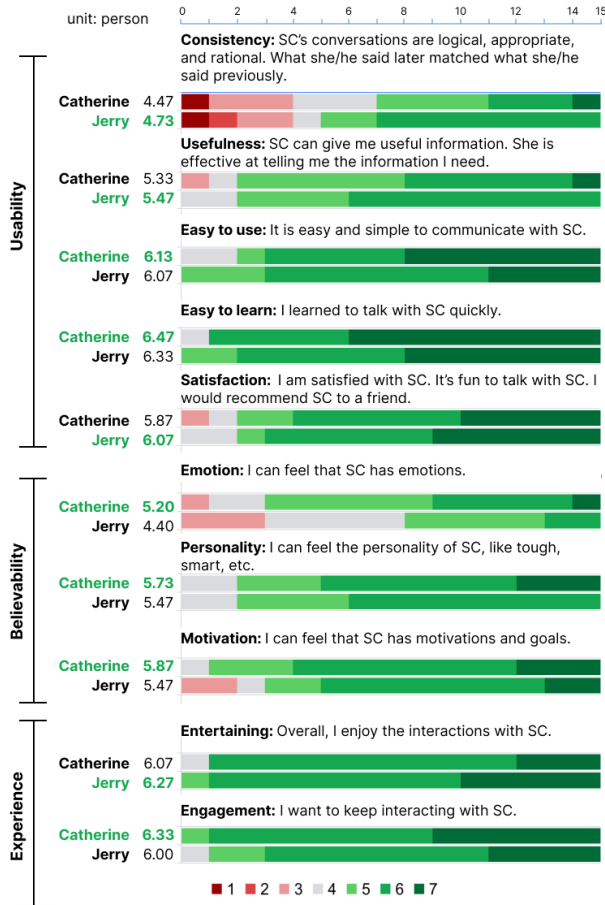 unit: person
0 2 4 6 8 10 12 14 15
Consistency: SC's conversations are logical, appropriate,
and rational. What she/he said later matched what she/he
said previously.
Catherine 4.47
Jerry 4.73
Usefulness: SC can give me useful information. She is
effective at telling me the information I need.
Catherine 5.33
Jerry 5.47
Usability
Easy to use: It is easy and simple to communicate with SC.
Catherine 6.13
Jerry 6.07
Easy to learn: I learned to talk with SC quickly.
Catherine 6.47
Jerry 6.33
Satisfaction: I am satisfied with SC. It's fun to talk with SC. I
would recommend SC to a friend.
Catherine 5.87
Jerry 6.07
Emotion: I can feel that SC has emotions.
Catherine 5.20
Jerry 4.40
Personality: I can feel the personality of SC, like tough,
smart, etc.
Believability
Catherine 5.73
Jerry 5.47
Motivation: I can feel that SC has motivations and goals.
Catherine 5.87
Jerry 5.47
Entertaining: Overall, I enjoy the interactions with SC.
Catherine 6.07
Jerry 6.27
Experience
Engagement: I want to keep interacting with SC.
Catherine 6.33
Jerry 6.00
1 2 3 4 5 6 7